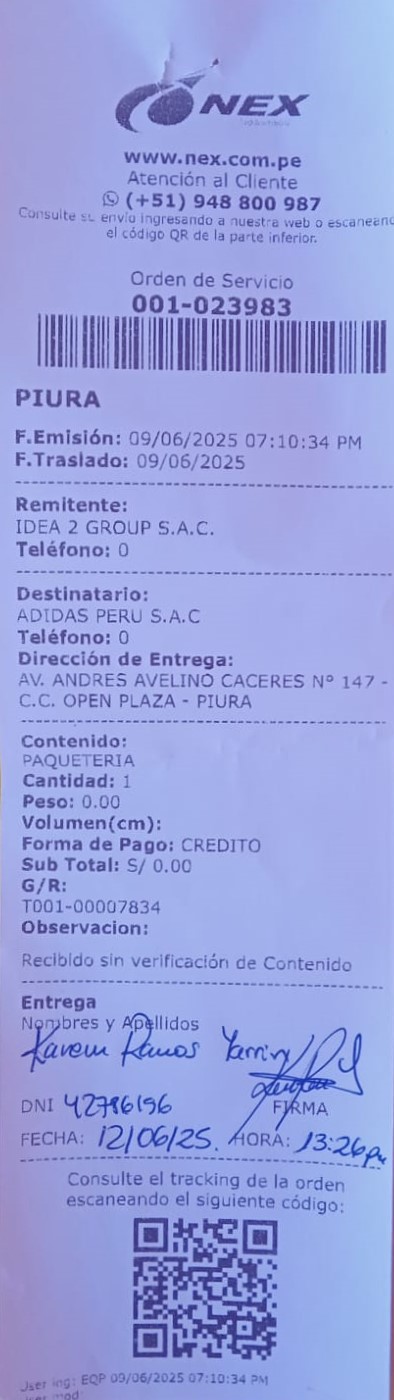 NEX
www.nex.com.pe
Atención al Cliente
(+51) 948 800 987
Consulte su envío ingresando a nuestra web o escaneand
el código QR de la parte inferior.
Orden de Servicio
001-023983
PIURA
F.Emisión: 09/06/2025 07:10:34 PM
F.Traslado: 09/06/2025
Remitente:
IDEA 2 GROUP S.A.C.
Teléfono: 0
Destinatario:
ADIDAS PERU S.A.C
Teléfono: 0
Dirección de Entrega:
AV. ANDRES AVELINO CACERES N° 147 -
C.C. OPEN PLAZA - PIURA
Contenido:
PAQUETERIA
Cantidad: 1
Peso: 0.00
Volumen(cm):
Forma de Pago: CREDITO
Sub Total: S/ 0.00
G/R:
T001-00007834
Observacion:
Recibido sin verificación de Contenido
Entrega
Nombres y Apellidos
Karem Ramos
DNI 42796196
FIRMA
FECHA: 12/06/25. HORA: 13:26pm
Consulte el tracking de la orden
escaneando el siguiente código:
User ing: EQP 09/06/2025 07:10:34 PM
User mod: